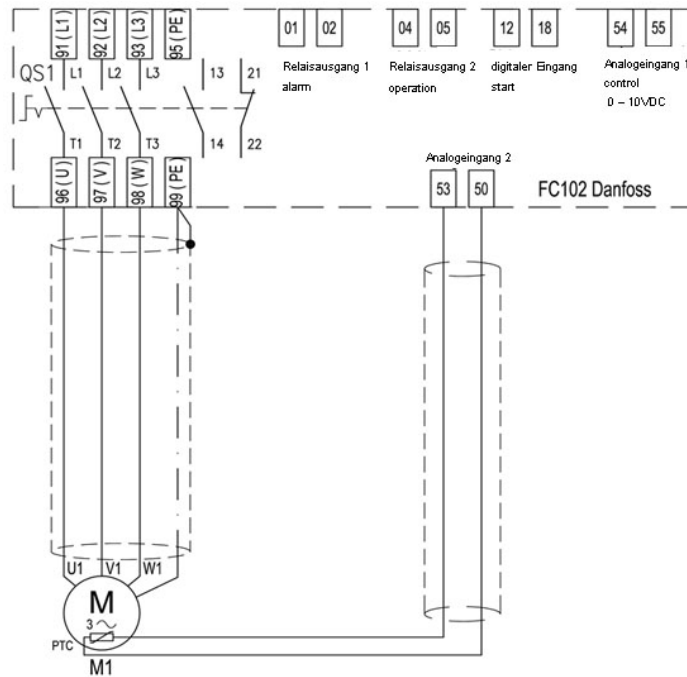 91 (L1) 92 (L2) 93 (L3) 95 (PE)
01 02 04 05 12 18 54 55
QS1 L1 L2 L3 13 21
Relaisausgang 1
alarm
Relaisausgang 2
operation
digitaler Eingang
start
Analogeingang 1
control
0 – 10VDC
T1 T2 T3 14 22
96 (U) 97 (V) 98 (W) 99 (PE)
Analogeingang 2
53 50
FC102 Danfoss
U1 V1 W1
M
3
PTC
M1